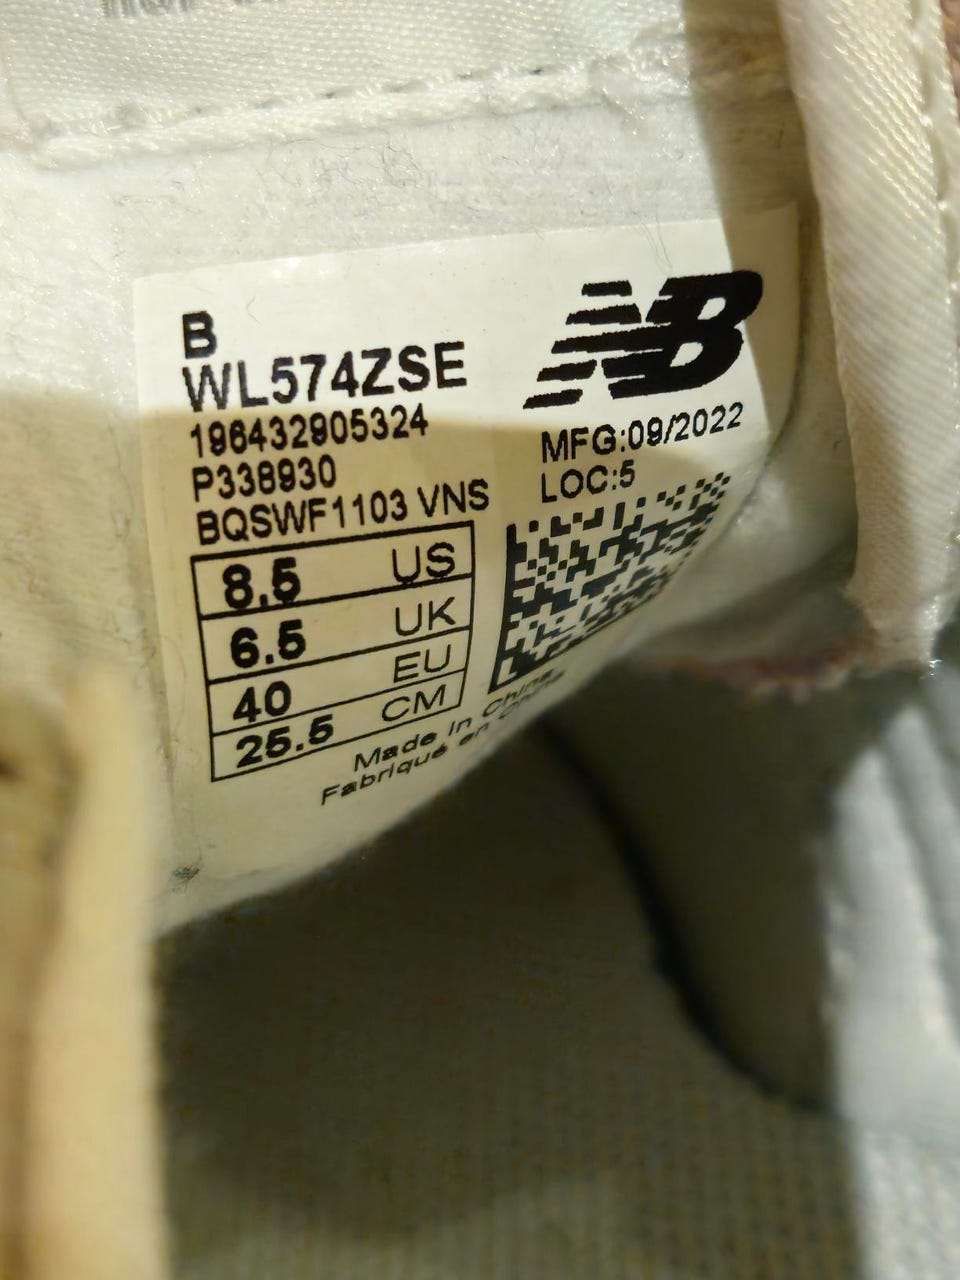 B
WL574ZSE
196432905324
P338930
BQSWF1103 VNS
NB
MFG:09/2022
LOC:5
8.5 US
6.5 UK
40 EU
25.5 CM
Made in China
Fabriqué en Chine